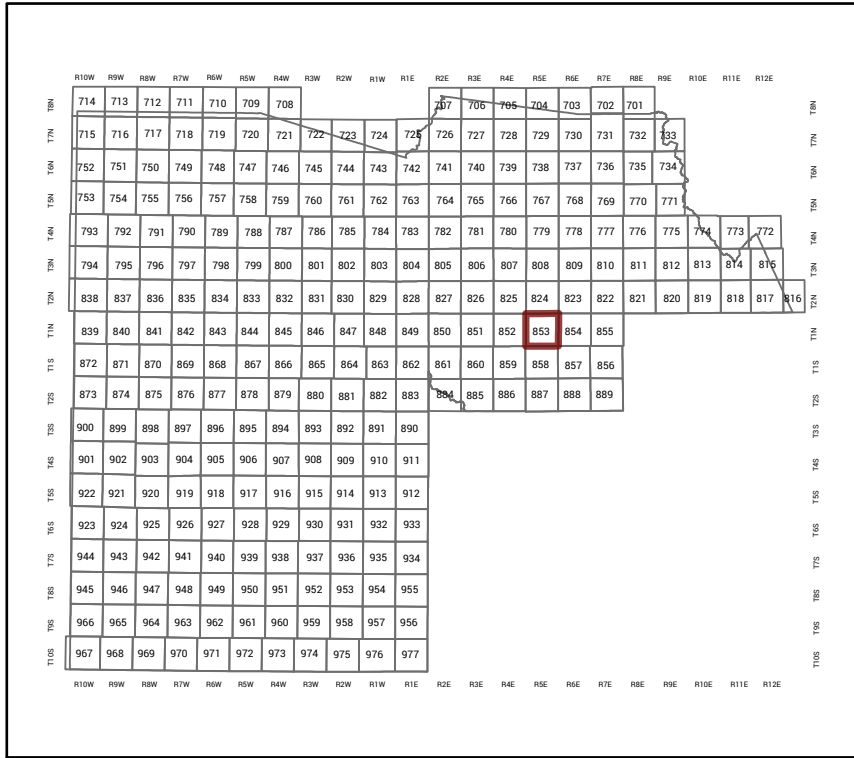 R10W R9W R8W R7W R6W R5W R4W R3W R2W R1W R1E R2E R3E R4E R5E R6E R7E R8E R9E R10E R11E R12E
T8N 714 713 712 711 710 709 708 707 706 705 704 703 702 701 T8N
T7N 715 716 717 718 719 720 721 722 723 724 725 726 727 728 729 730 731 732 733 T7N
T6N 752 751 750 749 748 747 746 745 744 743 742 741 740 739 738 737 736 735 734 T6N
T5N 753 754 755 756 757 758 759 760 761 762 763 764 765 766 767 768 769 770 771 T5N
T4N 793 792 791 790 789 788 787 786 785 784 783 782 781 780 779 778 777 776 775 774 773 772 T4N
T3N 794 795 796 797 798 799 800 801 802 803 804 805 806 807 808 809 810 811 812 813 814 815 T3N
T2N 838 837 836 835 834 833 832 831 830 829 828 827 826 825 824 823 822 821 820 819 818 817 816 T2N
T1N 839 840 841 842 843 844 845 846 847 848 849 850 851 852 853 854 855 T1N
T1S 872 871 870 869 868 867 866 865 864 863 862 861 860 859 858 857 856 T1S
T2S 873 874 875 876 877 878 879 880 881 882 883 884 885 886 887 888 889 T2S
T3S 900 899 898 897 896 895 894 893 892 891 890 T3S
T4S 901 902 903 904 905 906 907 908 909 910 911 T4S
T5S 922 921 920 919 918 917 916 915 914 913 912 T5S
T6S 923 924 925 926 927 928 929 930 931 932 933 T6S
T7S 944 943 942 941 940 939 938 937 936 935 934 T7S
T8S 945 946 947 948 949 950 951 952 953 954 955 T8S
T9S 966 965 964 963 962 961 960 959 958 957 956 T9S
T10S 967 968 969 970 971 972 973 974 975 976 977 T10S
R10W R9W R8W R7W R6W R5W R4W R3W R2W R1W R1E R2E R3E R4E R5E R6E R7E R8E R9E R10E R11E R12E